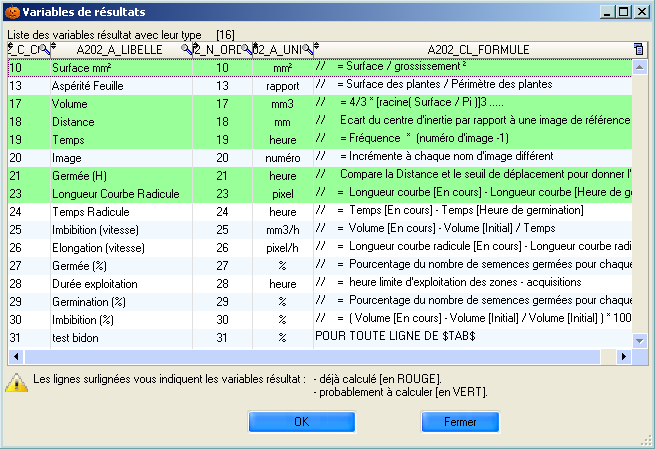 Variables de résultats
Liste des variables résultat avec leur type [16]
A202_A_LIBELLE A202_CL_FORMULE
10 Surface mm² 10 mm² // = Surface / grossissement ²
13 Aspérité Feuille 13 rapport // = Surface des plantes / Périmètre des plantes
17 Volume 17 mm3 // = 4/3 * [racine( Surface / Pi )]3 .....
18 Distance 18 mm // Ecart du centre d'inertie par rapport à une image de référence
19 Temps 19 heure // = Fréquence * (numéro d'image -1)
20 Image 20 numéro // = Incrémente à chaque nom d'image différent
21 Germée (H) 21 heure // Compare la Distance et le seuil de déplacement pour donner l'
23 Longueur Courbe Radicule 23 pixel // = Longueur courbe [En cours] - Longueur courbe [Heure de ge
24 Temps Radicule 24 heure // = Temps [En cours] - Temps [Heure de germination]
25 Imbibition (vitesse) 25 mm3/h // = Volume [En cours] - Volume [Initial] / Temps
26 Elongation (vitesse) 26 pixel/h // = Longueur courbe radicule [En cours] - Longueur courbe radi
27 Germée (%) 27 % // = Pourcentage du nombre de semences germées pour chaque
28 Durée exploitation 28 heure // = heure limite d'exploitation des zones - acquisitions
29 Germination (%) 29 % // = Pourcentage du nombre de semences germées pour chaque
30 Imbibition (%) 30 % // = ( Volume [En cours] - Volume [Initial] / Volume [Initial] ) * 100
31 test bidon 31 % POUR TOUTE LIGNE DE $TAB$
Les lignes surlignées vous indiquent les variables résultat : - déjà calculé [en ROUGE].
- probablement à calculer [en VERT].
OK Fermer